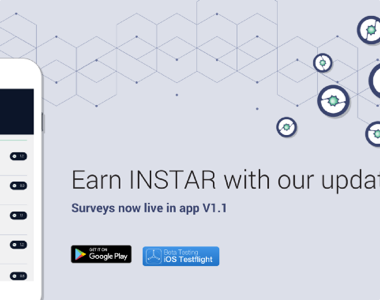 Earn INSTAR with our updat
Surveys now live in app V1.1
GET IT ON
Google Play
Beta Testing
iOS Testflight